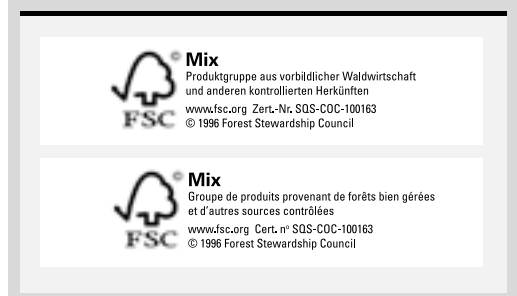 ©
FSC
Mix
Produktgruppe aus vorbildlicher Waldwirtschaft
und anderen kontrollierten Herkünften
www.fsc.org Zert.-Nr. SQS-COC-100163
© 1996 Forest Stewardship Council
©
FSC
Mix
Groupe de produits provenant de forêts bien gérées
et d'autres sources contrôlées
www.fsc.org Cert. nº SQS-COC-100163
© 1996 Forest Stewardship Council